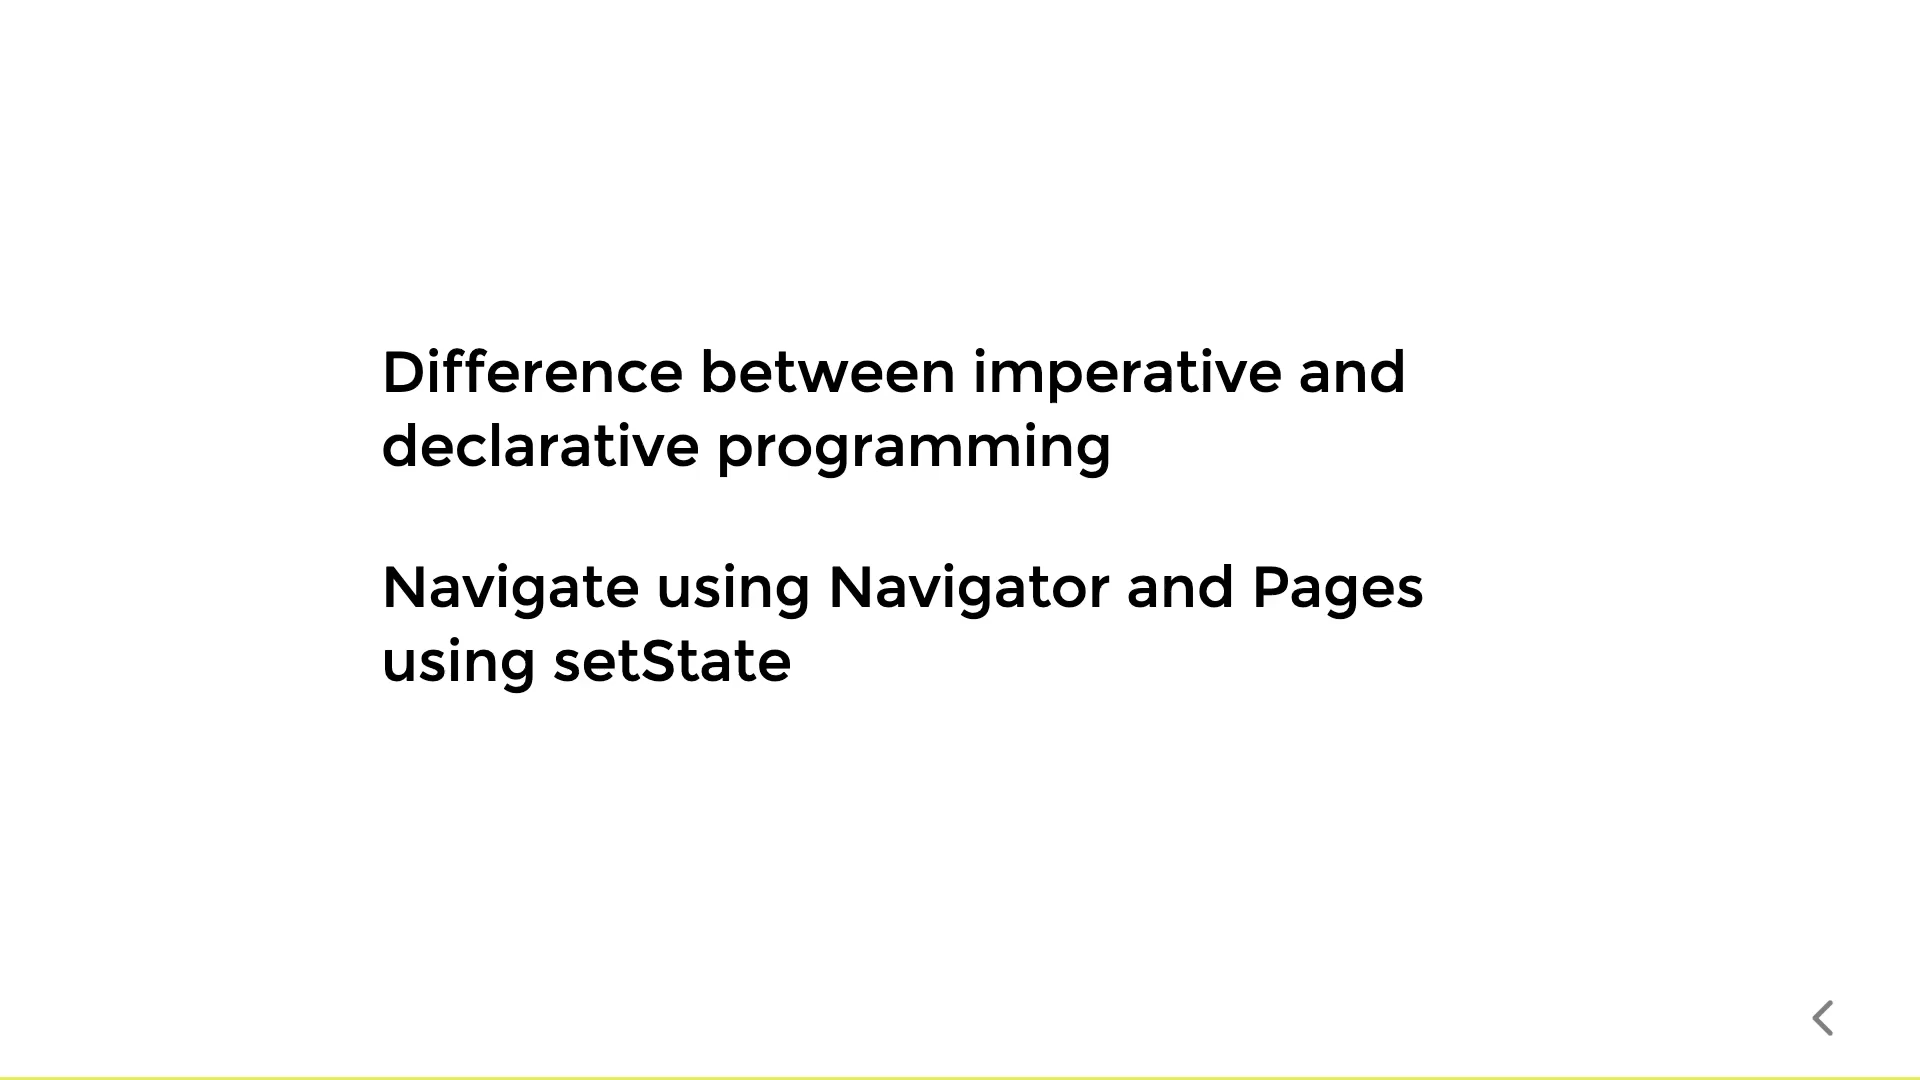 Difference between imperative and
declarative programming
Navigate using Navigator and Pages
using setState